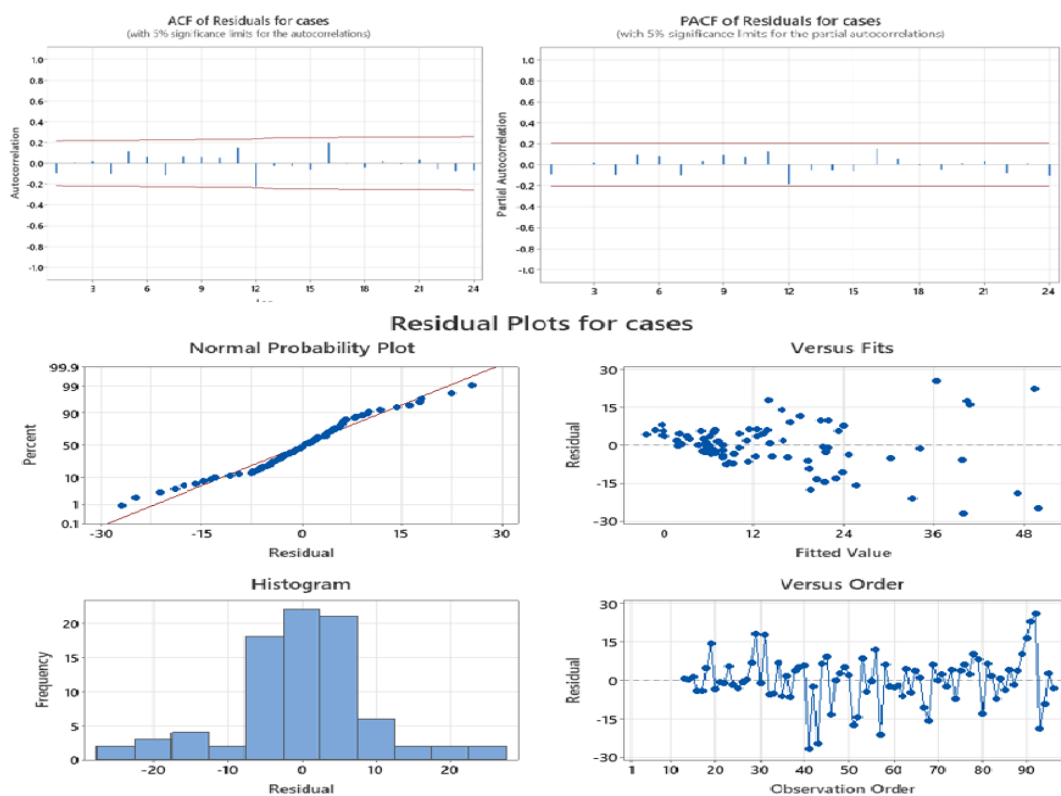 ACF of Residuals for cases
(with 5% significance limits for the autocorrelations)
1.0
0.8
0.6
0.4
0.2
0.0
-0.2
-0.4
-0.6
-0.8
-1.0
Autocorrelation
3 6 9 12 15 18 21 24
PACF of Residuals for cases
(with 5% significance limits for the partial autocorrelations)
1.0
0.8
0.6
0.4
0.2
0.0
-0.2
-0.4
-0.6
-0.8
-1.0
Partial Autocorrelation
3 6 9 12 15 18 21 24
Residual Plots for cases
Normal Probability Plot
99.9
99
90
50
10
1
0.1
Percent
-30 -15 0 15 30
Residual
Versus Fits
30
15
0
-15
-30
Residual
0 12 24 36 48
Fitted Value
Histogram
20
15
10
5
0
Frequency
-20 -10 0 10 20
Residual
Versus Order
30
15
0
-15
-30
Residual
1 10 20 30 40 50 60 70 80 90
Observation Order